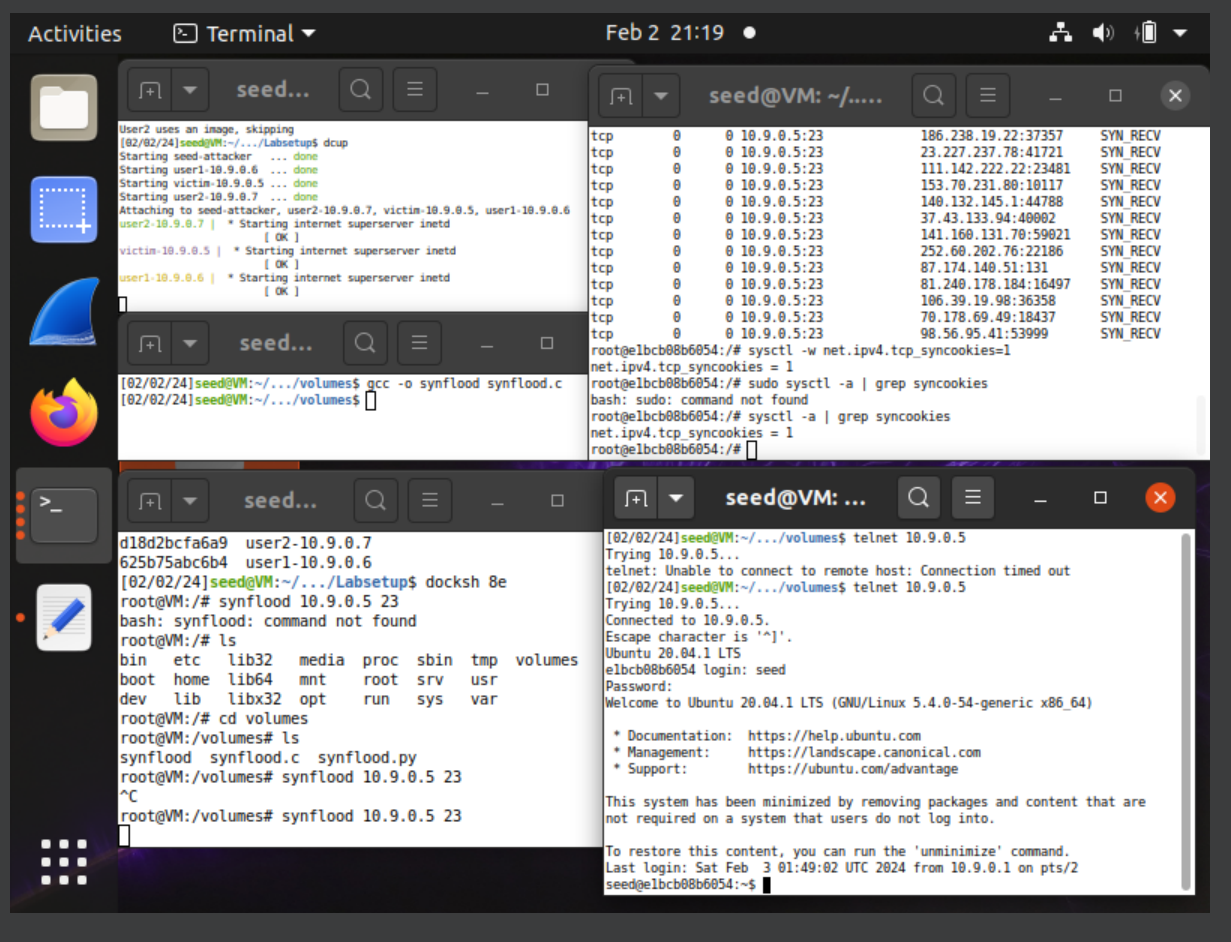 Activities
Terminal
Feb 2 21:19
seed...
User2 uses an image, skipping
[02/02/24]seed@VM:~/.../Labsetup$ dcup
Starting seed-attacker   ... done
Starting user1-10.9.0.6  ... done
Starting victim-10.9.0.5 ... done
Starting user2-10.9.0.7  ... done
Attaching to seed-attacker, user2-10.9.0.7, victim-10.9.0.5, user1-10.9.0.6
user2-10.9.0.7 |  * Starting internet superserver inetd
[ OK ]
victim-10.9.0.5 |  * Starting internet superserver inetd
[ OK ]
user1-10.9.0.6 |  * Starting internet superserver inetd
[ OK ]
seed@VM: ~/.....
tcp        0      0 10.9.0.5:23             186.238.19.22:37357     SYN_RECV
tcp        0      0 10.9.0.5:23             23.227.237.78:41721     SYN_RECV
tcp        0      0 10.9.0.5:23             111.142.222.22:23481    SYN_RECV
tcp        0      0 10.9.0.5:23             153.70.231.80:10117     SYN_RECV
tcp        0      0 10.9.0.5:23             140.132.145.1:44788     SYN_RECV
tcp        0      0 10.9.0.5:23             37.43.133.94:40002      SYN_RECV
tcp        0      0 10.9.0.5:23             141.160.131.70:59021    SYN_RECV
tcp        0      0 10.9.0.5:23             252.60.202.76:22186     SYN_RECV
tcp        0      0 10.9.0.5:23             87.174.140.51:131       SYN_RECV
tcp        0      0 10.9.0.5:23             81.240.178.184:16497    SYN_RECV
tcp        0      0 10.9.0.5:23             106.39.19.98:36358      SYN_RECV
tcp        0      0 10.9.0.5:23             70.178.69.49:18437      SYN_RECV
tcp        0      0 10.9.0.5:23             98.56.95.41:53999       SYN_RECV
root@e1bcb08b6054:/# sysctl -w net.ipv4.tcp_syncookies=1
net.ipv4.tcp_syncookies = 1
root@e1bcb08b6054:/# sudo sysctl -a | grep syncookies
bash: sudo: command not found
root@e1bcb08b6054:/# sysctl -a | grep syncookies
net.ipv4.tcp_syncookies = 1
root@e1bcb08b6054:/#
seed...
[02/02/24]seed@VM:~/.../volumes$ gcc -o synflood synflood.c
[02/02/24]seed@VM:~/.../volumes$
seed...
d18d2bcfa6a9  user2-10.9.0.7
625b75abc6b4  user1-10.9.0.6
[02/02/24]seed@VM:~/.../Labsetup$ docksh 8e
root@VM:/# synflood 10.9.0.5 23
bash: synflood: command not found
root@VM:/# ls
bin   etc   lib32   media  proc  sbin  tmp  volumes
boot  home  lib64   mnt    root  srv   usr
dev   lib   libx32  opt    run   sys   var
root@VM:/# cd volumes
root@VM:/volumes# ls
synflood  synflood.c  synflood.py
root@VM:/volumes# synflood 10.9.0.5 23
^C
root@VM:/volumes# synflood 10.9.0.5 23
seed@VM: ...
[02/02/24]seed@VM:~/.../volumes$ telnet 10.9.0.5
Trying 10.9.0.5...
telnet: Unable to connect to remote host: Connection timed out
[02/02/24]seed@VM:~/.../volumes$ telnet 10.9.0.5
Trying 10.9.0.5...
Connected to 10.9.0.5.
Escape character is '^]'.
Ubuntu 20.04.1 LTS
e1bcb08b6054 login: seed
Password:
Welcome to Ubuntu 20.04.1 LTS (GNU/Linux 5.4.0-54-generic x86_64)
* Documentation:  https://help.ubuntu.com
* Management:     https://landscape.canonical.com
* Support:        https://ubuntu.com/advantage
This system has been minimized by removing packages and content that are
not required on a system that users do not log into.
To restore this content, you can run the 'unminimize' command.
Last login: Sat Feb  3 01:49:02 UTC 2024 from 10.9.0.1 on pts/2
seed@e1bcb08b6054:~$